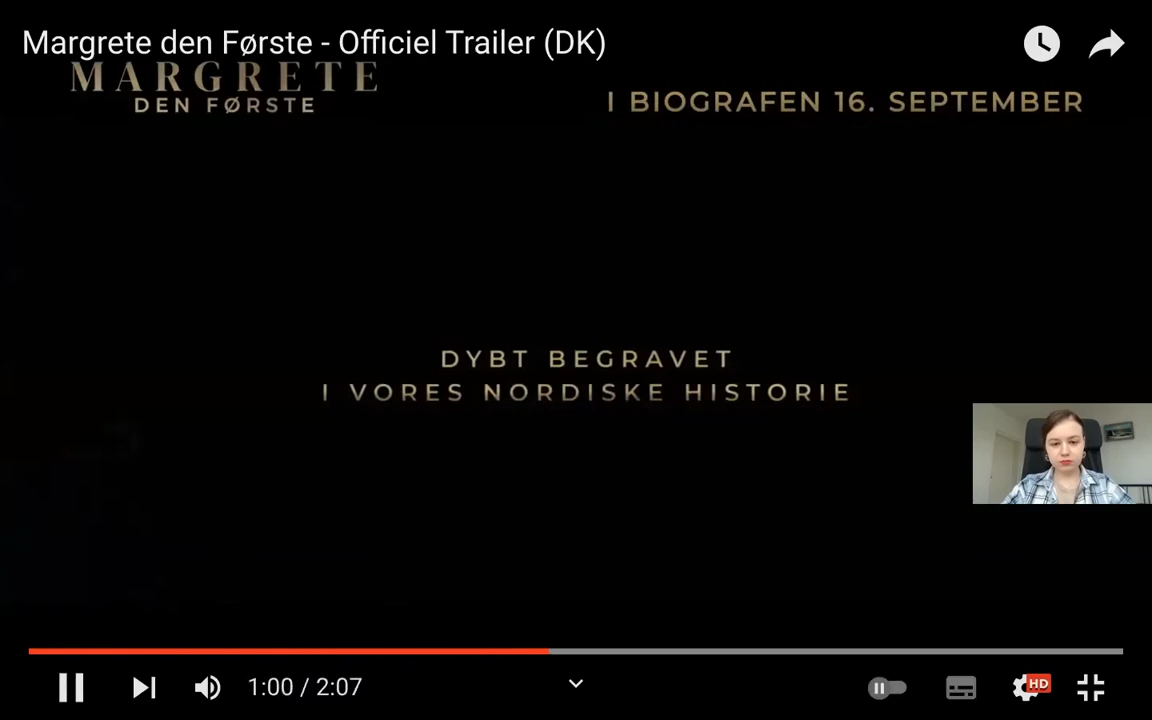 Margrete den Første - Officiel Trailer (DK)
MARGRETE
DEN FØRSTE
I BIOGRAFEN 16. SEPTEMBER
DYBT BEGRAVET
I VORES NORDISKE HISTORIE
1:00 / 2:07
HD